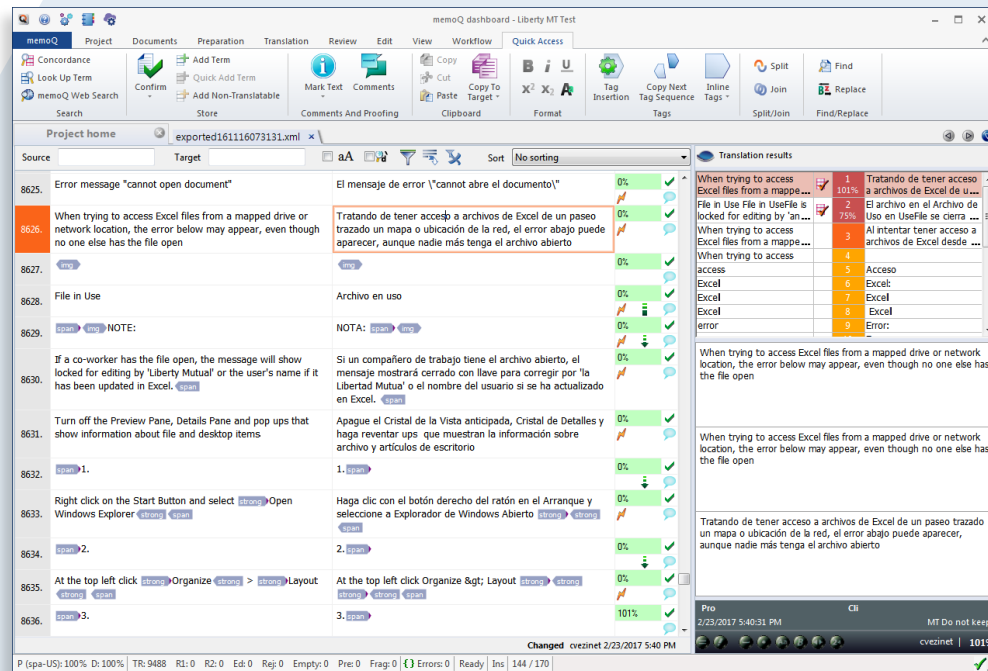 memoQ dashboard - Liberty MT Test
memoQ Project Documents Preparation Translation Review Edit View Workflow Quick Access
Concordance
Look Up Term
memoQ Web Search
Search
Confirm
Add Term
Quick Add Term
Add Non-Translatable
Store
Mark Text
Comments
Comments And Proofing
Copy
Cut
Paste
Copy To Target
Clipboard
B i U
X² X₂ A
Format
Tag Insertion
Copy Next Tag Sequence
Inline Tags
Tags
Split
Join
Split/Join
Find
Replace
Find/Replace
Project home
exported161116073131.xml
Source Target aA Sort No sorting
Translation results
8625. Error message "cannot open document" El mensaje de error \"cannot abre el documento\" 0%
8626. When trying to access Excel files from a mapped drive or
network location, the error below may appear, even though
no one else has the file open
Tratando de tener acceso a archivos de Excel de un paseo
trazado un mapa o ubicación de la red, el error abajo puede
aparecer, aunque nadie más tenga el archivo abierto
0%
8627. img img 0%
8628. File in Use Archivo en uso 0%
8629. span img NOTE: NOTA: span img 0%
8630. If a co-worker has the file open, the message will show
locked for editing by 'Liberty Mutual' or the user's name if it
has been updated in Excel. span
Si un compañero de trabajo tiene el archivo abierto, el
mensaje mostrará cerrado con llave para corregir por 'la
Libertad Mutua' o el nombre del usuario si se ha actualizado
en Excel. span
0%
8631. Turn off the Preview Pane, Details Pane and pop ups that
show information about file and desktop items
Apague el Cristal de la Vista anticipada, Cristal de Detalles y
haga reventar ups que muestran la información sobre
archivo y artículos de escritorio
0%
8632. span 1. 1. span 0%
8633. Right click on the Start Button and select strong Open
Windows Explorer strong span
Haga clic con el botón derecho del ratón en el Arranque y
seleccione a Explorador de Windows Abierto strong strong
span
0%
8634. span 2. 2. span 0%
8635. At the top left click strong Organize strong > strong Layout
strong span
At the top left click Organize &gt; Layout strong strong
strong strong span
0%
8636. span 3. 3. span 101%
Changed cvezinet 2/23/2017 5:40 PM
When trying to access
Excel files from a mappe...
1
101%
Tratando de tener acceso
a archivos de Excel de u...
File in Use File in UseFile is
locked for editing by 'an...
2
75%
El archivo en el Archivo de
Uso en UseFile se cierra ...
When trying to access
Excel files from a mappe...
3
Al intentar tener acceso a
archivos de Excel desde ...
When trying to access 4
access 5 Acceso
Excel 6 Excel:
Excel 7 Excel
Excel 8 Excel
error 9 Error:
When trying to access Excel files from a mapped drive or network
location, the error below may appear, even though no one else has
the file open
When trying to access Excel files from a mapped drive or network
location, the error below may appear, even though no one else has
the file open
Tratando de tener acceso a archivos de Excel de un paseo trazado
un mapa o ubicación de la red, el error abajo puede aparecer,
aunque nadie más tenga el archivo abierto
Pro Cli
2/23/2017 5:40:31 PM MT Do not keep
cvezinet 101%
P (spa-US): 100% D: 100% TR: 9488 R1: 0 R2: 0 Ed: 0 Rej: 0 Empty: 0 Pre: 0 Frag: 0 {} Errors: 0 Ready Ins 144 / 170